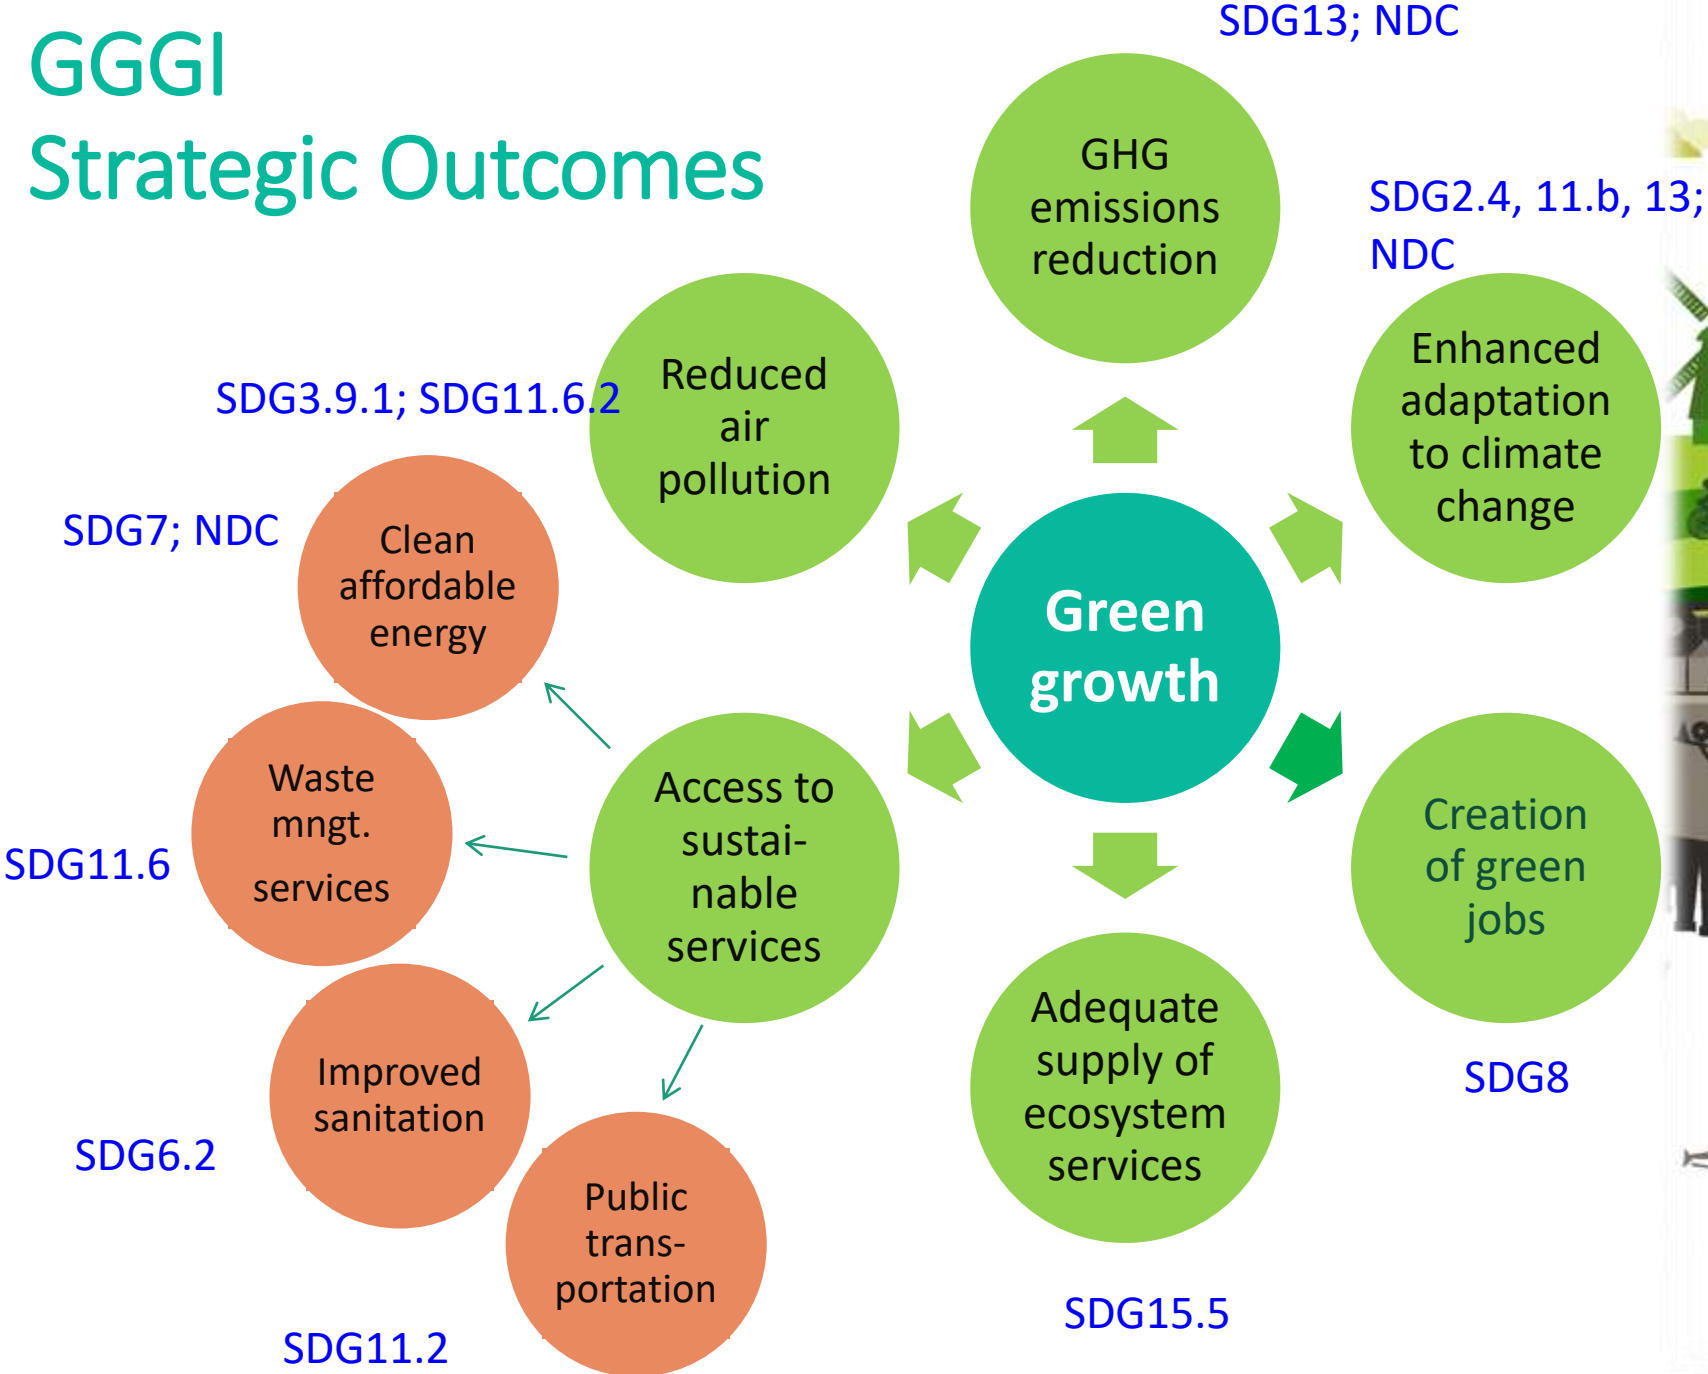 GGGI
Strategic Outcomes
SDG13; NDC
GHG
emissions
reduction
SDG2.4, 11.b, 13;
NDC
Enhanced
adaptation
to climate
change
SDG3.9.1; SDG11.6.2
Reduced
air
pollution
SDG7; NDC
Clean
affordable
energy
Green
growth
Waste
mngt.
services
SDG11.6
Access to
sustai-
nable
services
Creation
of green
jobs
SDG8
Improved
sanitation
SDG6.2
Adequate
supply of
ecosystem
services
SDG15.5
Public
trans-
portation
SDG11.2